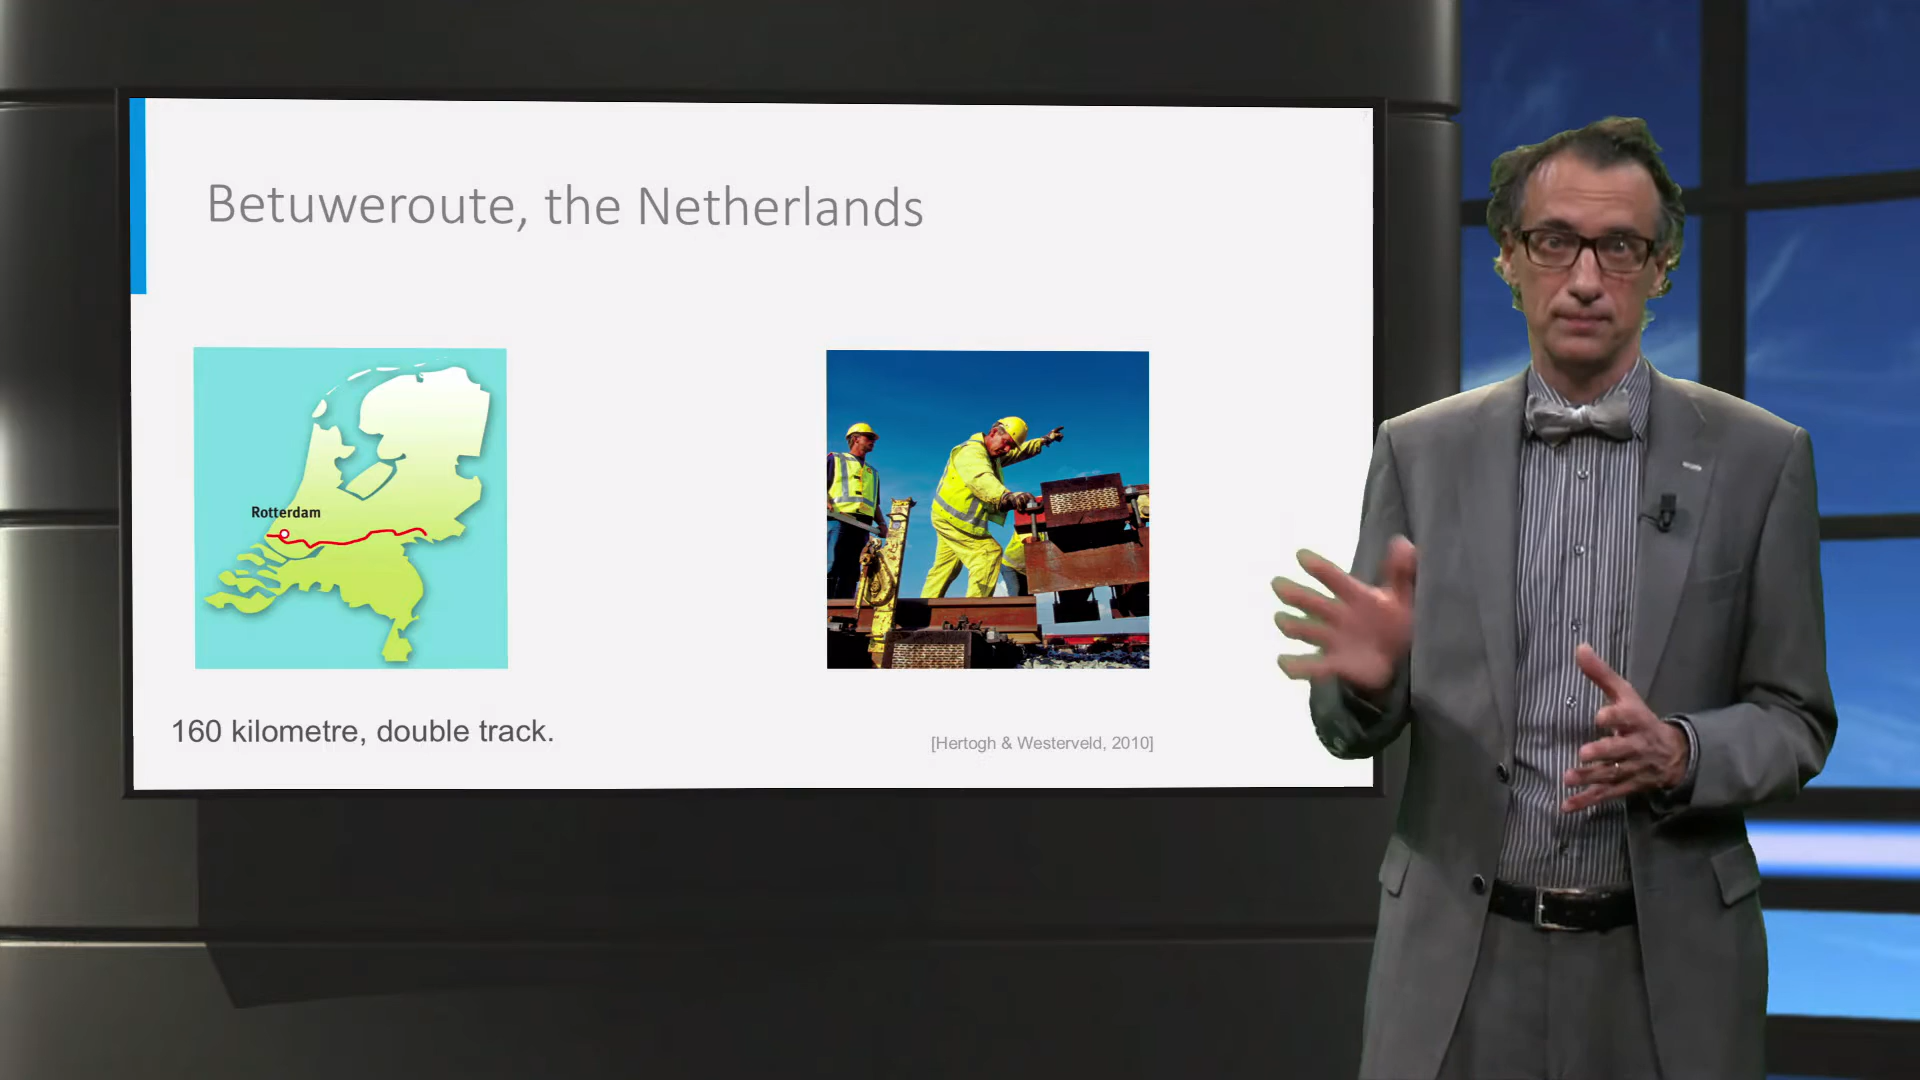 Betuweroute, the Netherlands
Rotterdam
160 kilometre, double track.
[Hertogh & Westerveld, 2010]